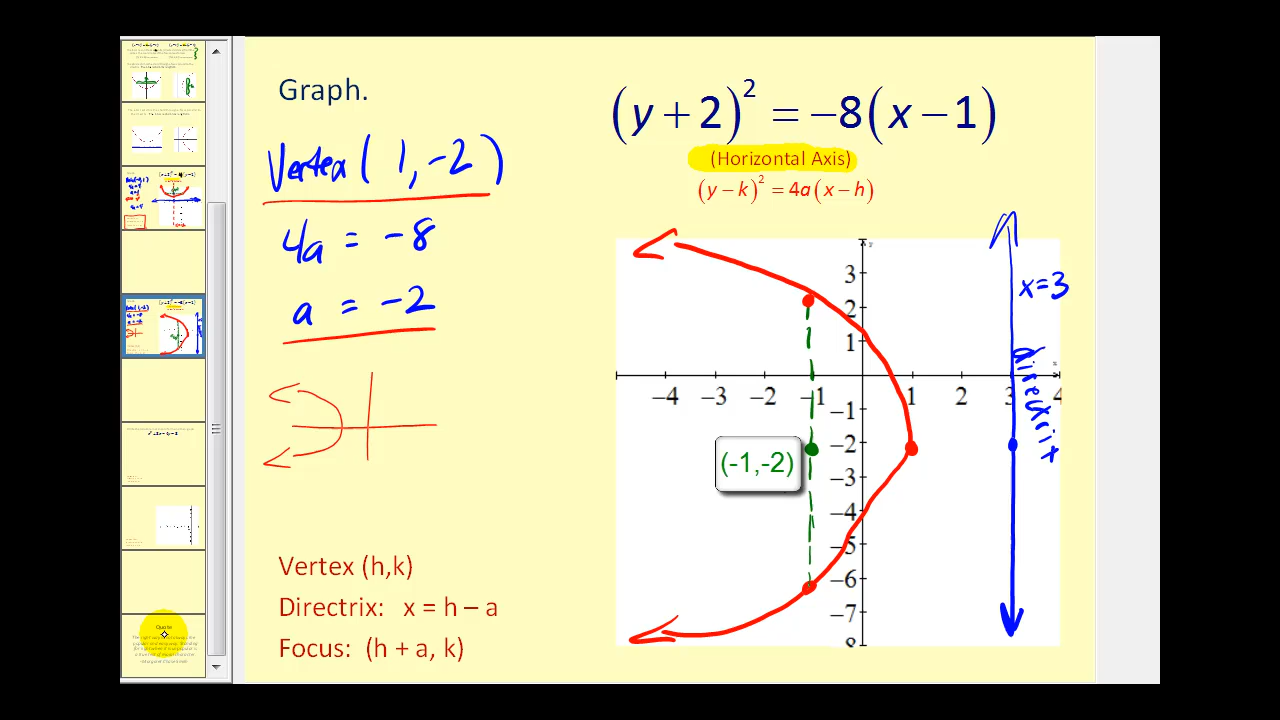 Graph.
(y + 2)² = −8(x − 1)
(Horizontal Axis)
(y − k)² = 4a(x − h)
Vertex (1, -2)
4a = -8
a = -2
Vertex (h,k)
Directrix: x = h − a
Focus: (h + a, k)
y
3
2
1
x
−4 −3 −2 −1 1 2 3 4
−1
−2
−3
−4
−5
−6
−7
8
(-1,-2)
x=3
directrix
Quote